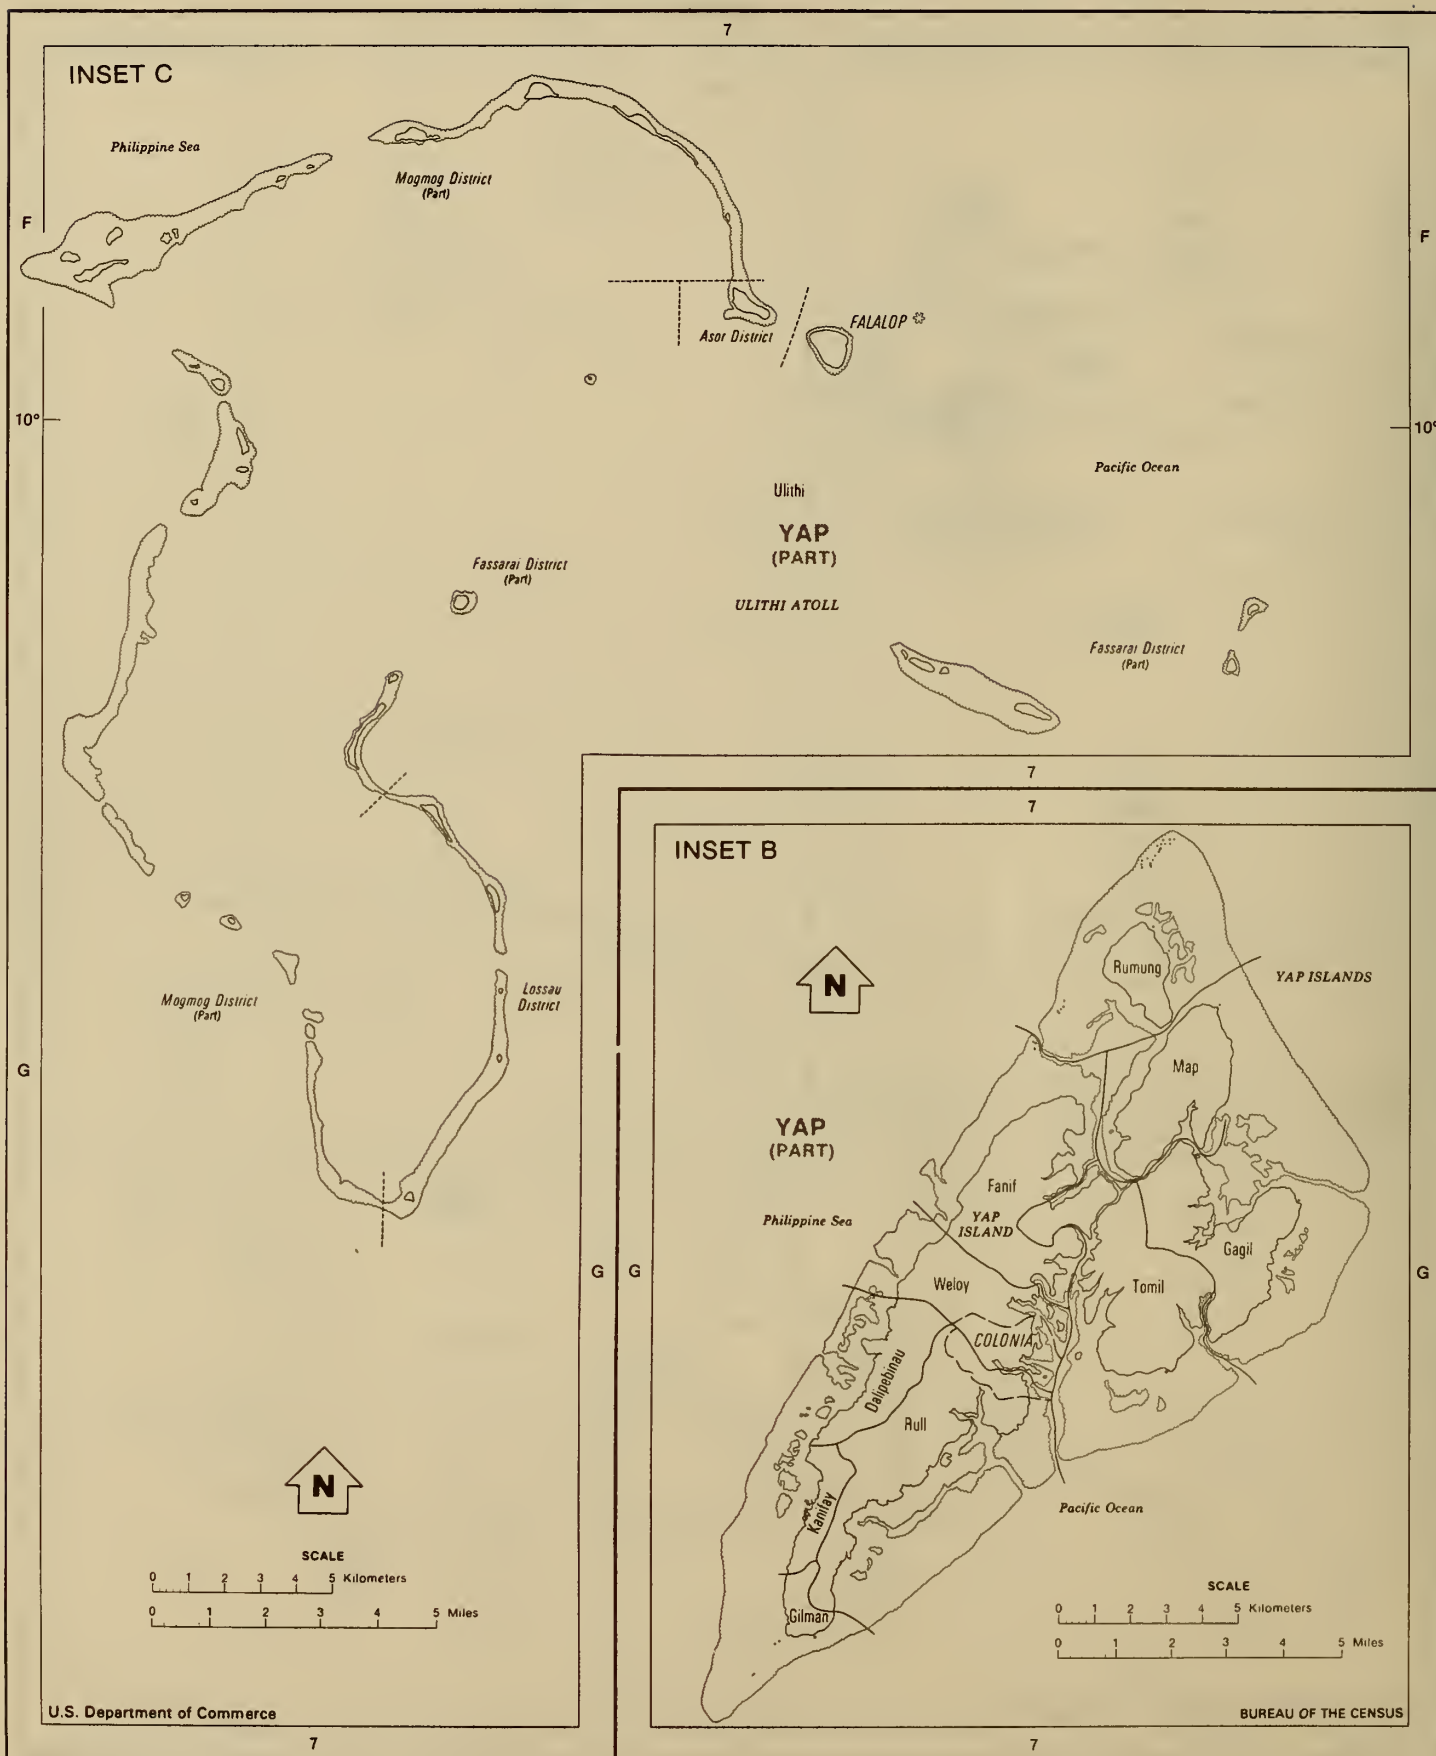 7
INSET C
Philippine Sea
Mogmog District
(Part)
F
F
Asor District
FALALOP
10°
10°
Pacific Ocean
Ulithi
YAP
(PART)
Fassarai District
(Part)
ULITHI ATOLL
Fassarai District
(Part)
Mogmog District
(Part)
Lossau
District
G
G
N
SCALE
0 1 2 3 4 5 Kilometers
0 1 2 3 4 5 Miles
U.S. Department of Commerce
7
7
7
INSET B
N
Rumung
YAP ISLANDS
Map
YAP
(PART)
Fanif
YAP
ISLAND
Philippine Sea
Gagil
G
G
Weloy
Tomil
COLONIA
Dalipebinau
Rull
Kanifay
Pacific Ocean
Gilman
SCALE
0 1 2 3 4 5 Kilometers
0 1 2 3 4 5 Miles
BUREAU OF THE CENSUS
7